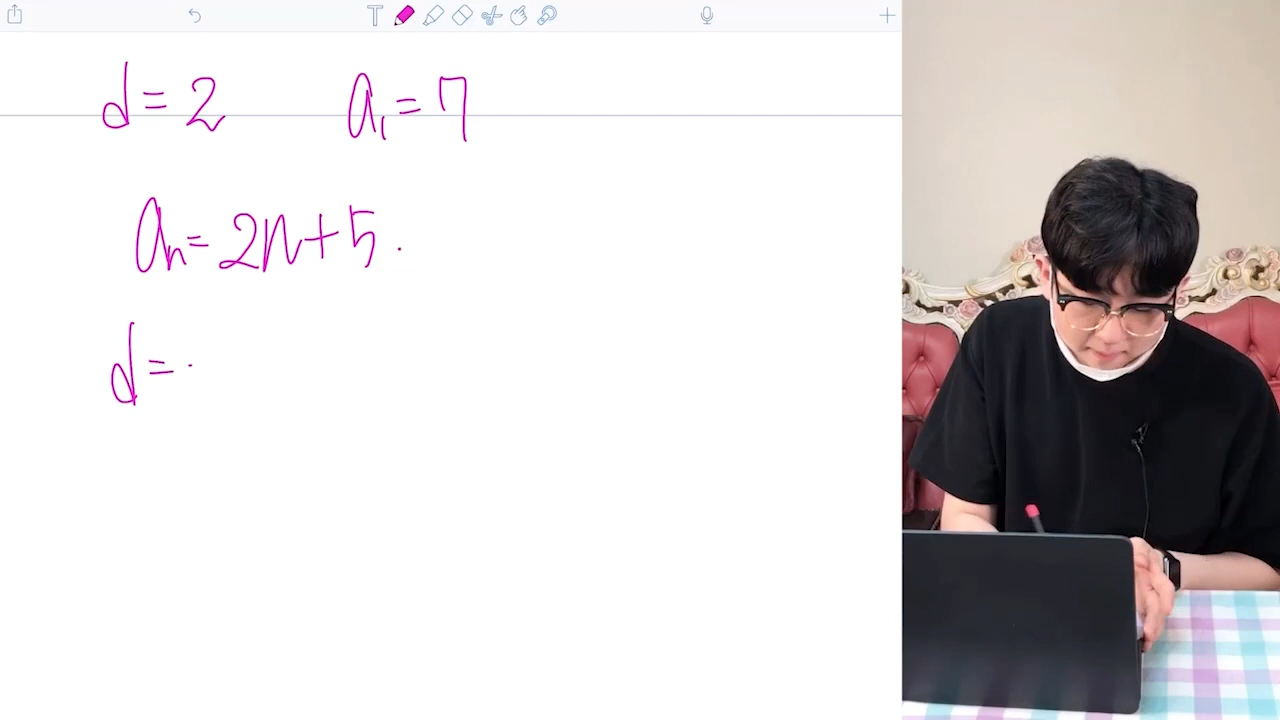 d = 2 a₁ = 7
aₙ = 2n + 5 .
d = .